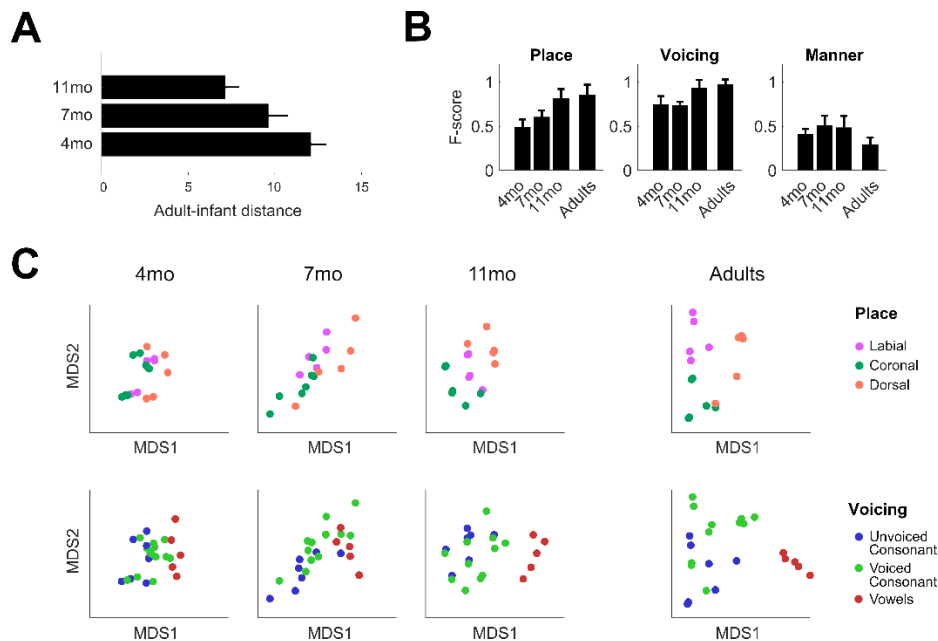 A
11mo
7mo
4mo
0
5
10
15
Adult-infant distance
B
Place
Voicing
Manner
F-score
1
0.5
0
1
0.5
0
1
0.5
0
4mo
7mo
11mo
Adults
4mo
7mo
11mo
Adults
4mo
7mo
11mo
Adults
C
4mo
7mo
11mo
Adults
MDS2
MDS1
MDS1
MDS1
MDS1
Place
Labial
Coronal
Dorsal
MDS2
MDS1
MDS1
MDS1
MDS1
Voicing
Unvoiced
Consonant
Voiced
Consonant
Vowels